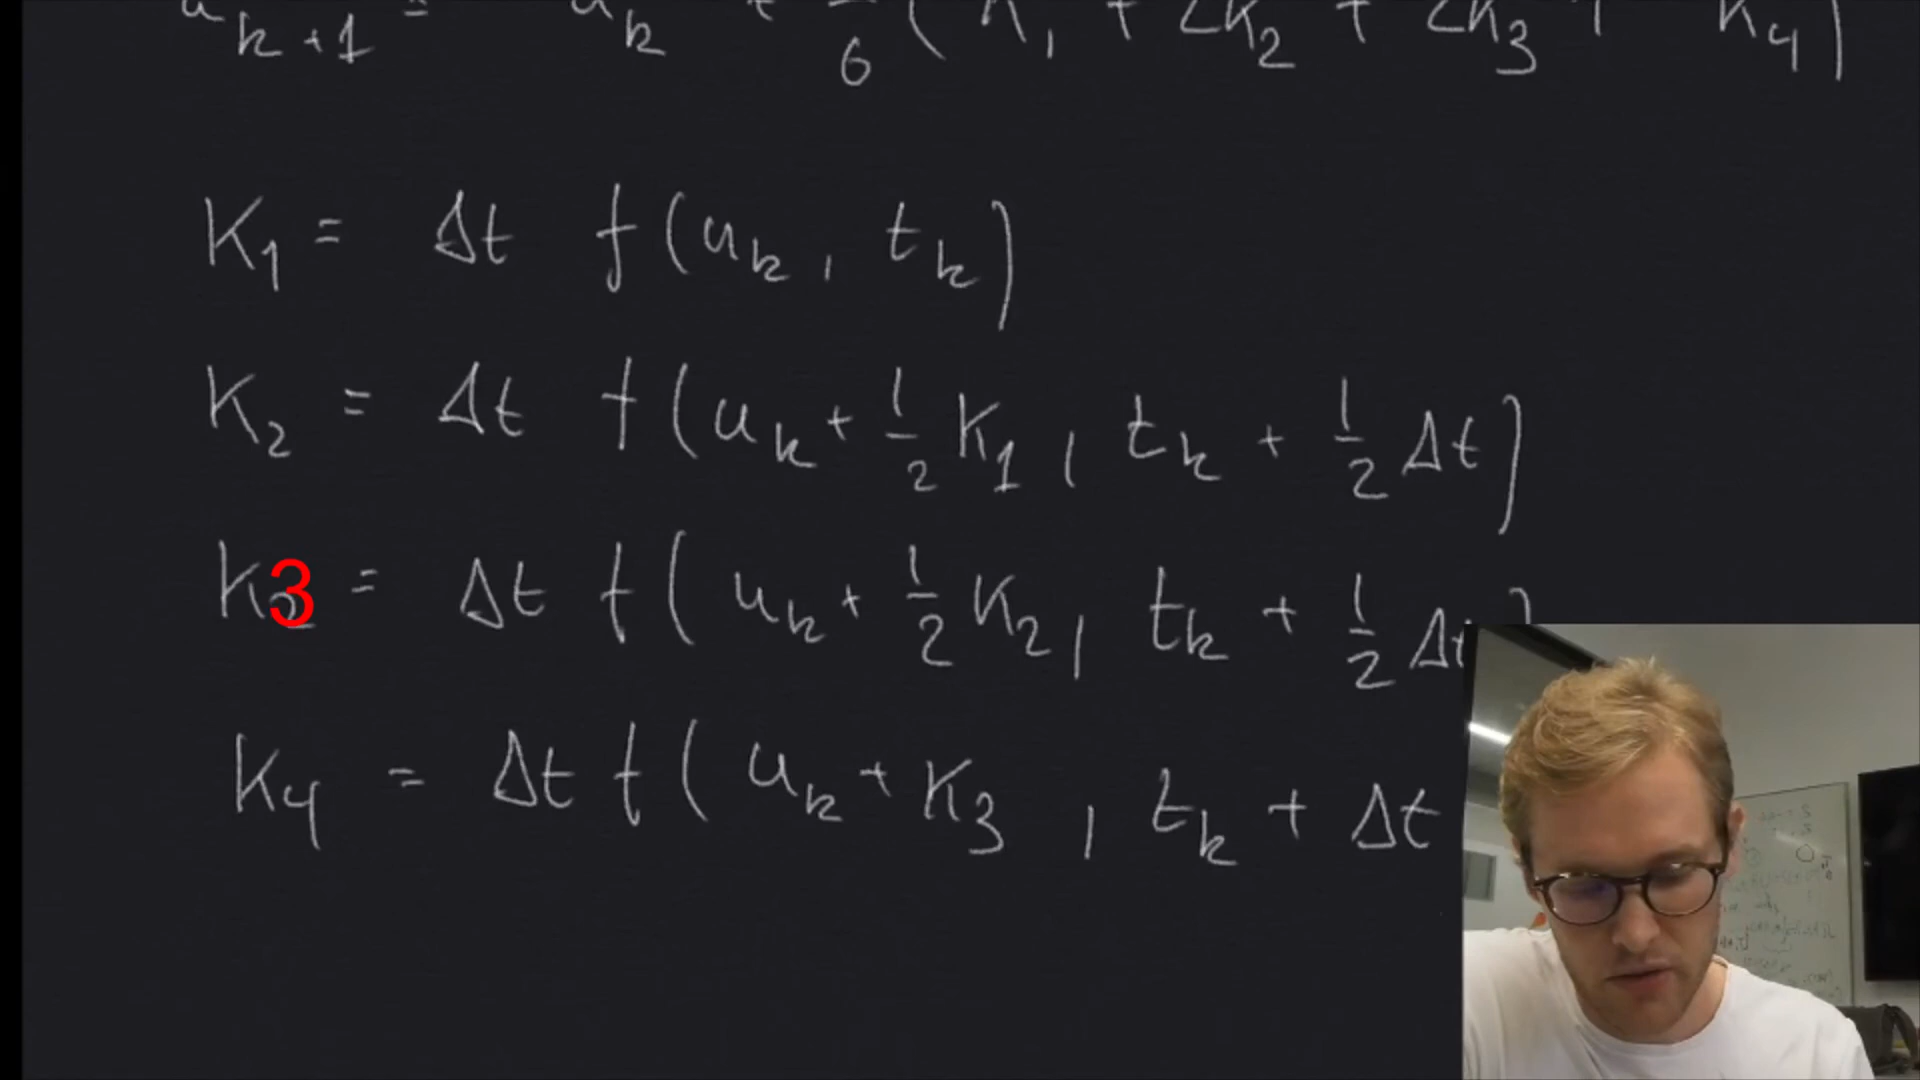 u_{k+1} = u_k + 1/6 ( K_1 + 2K_2 + 2K_3 + K_4 )
K_1 = Δt f(u_k, t_k)
K_2 = Δt f(u_k + 1/2 K_1, t_k + 1/2 Δt)
K3 = Δt f(u_k + 1/2 K_2, t_k + 1/2 Δt)
K_4 = Δt f(u_k + K_3, t_k + Δt